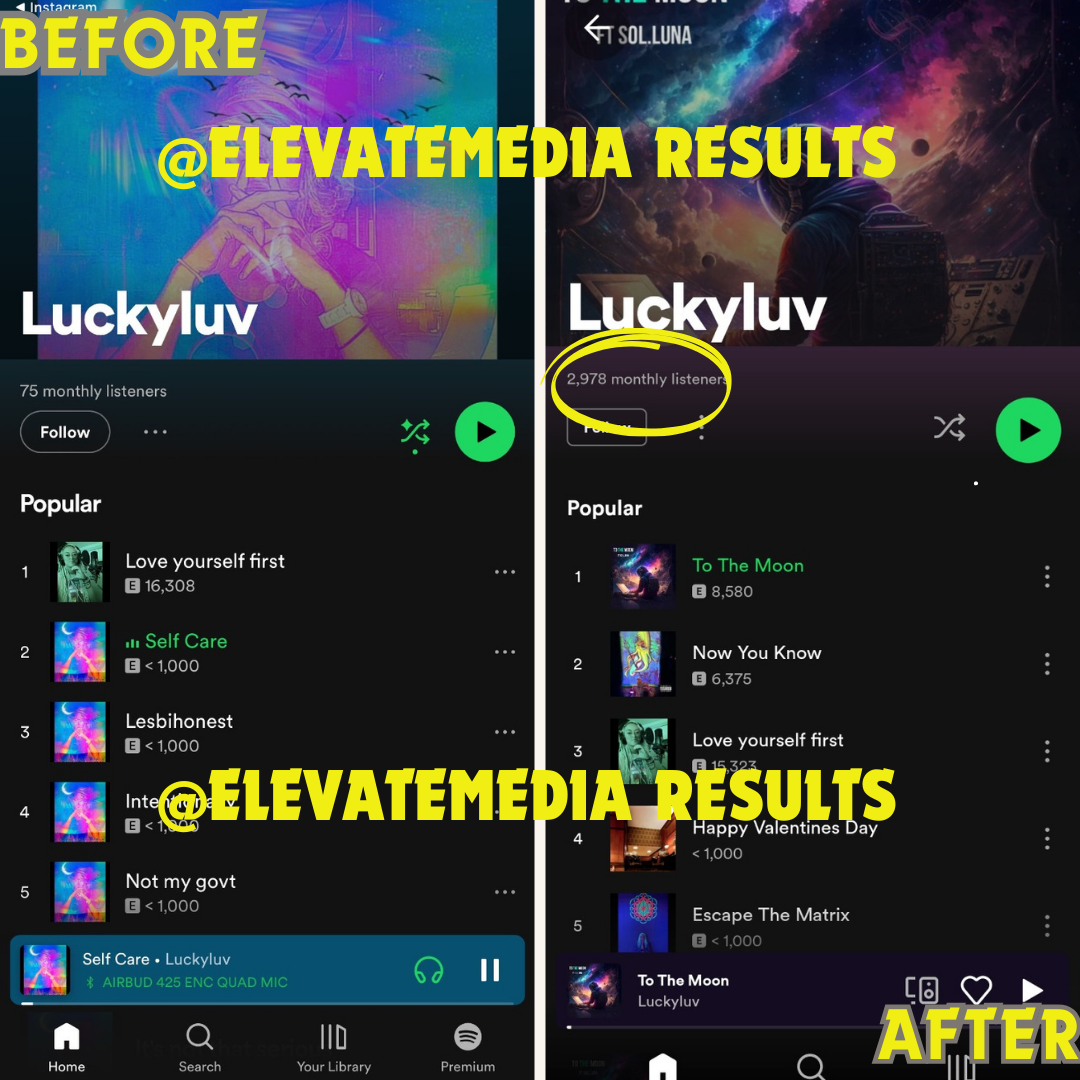 Instagram
BEFORE
FT SOL.LUNA
@ELEVATEMEDIA RESULTS
Luckyluv
75 monthly listeners
Follow
Popular
1
Love yourself first
E 16,308
2
Self Care
E < 1,000
3
Lesbihonest
E < 1,000
4
E < 1,000
5
Not my govt
E < 1,000
Self Care • Luckyluv
AIRBUD 425 ENC QUAD MIC
Home
Search
Your Library
Premium
Luckyluv
2,978 monthly listeners
Follow
Popular
1
To The Moon
E 8,580
2
Now You Know
E 6,375
3
Love yourself first
E 15,323
@ELEVATEMEDIA RESULTS
4
Happy Valentines Day
< 1,000
5
Escape The Matrix
E < 1,000
To The Moon
Luckyluv
AFTER